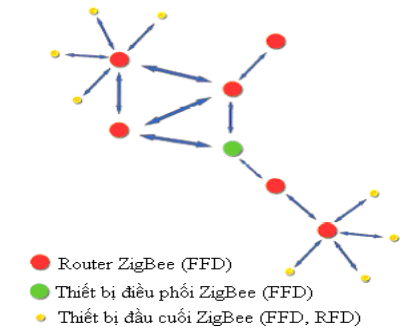 Router ZigBee (FFD)
Thiết bị điều phối ZigBee (FFD)
Thiết bị đầu cuối ZigBee (FFD, RFD)